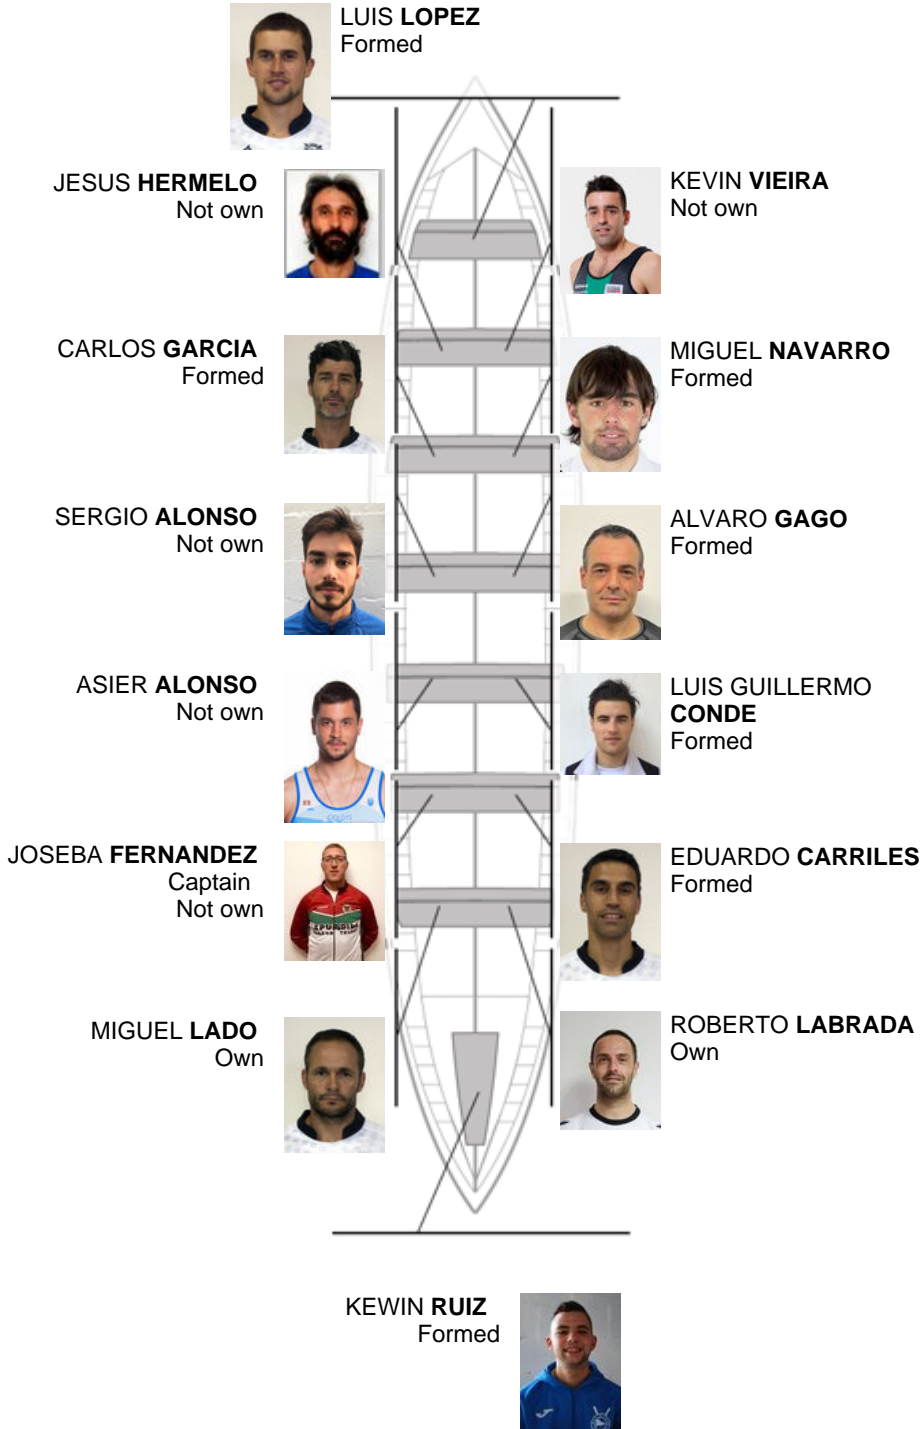 LUIS LOPEZ
Formed
JESUS HERMELO
Not own
KEVIN VIEIRA
Not own
CARLOS GARCIA
Formed
MIGUEL NAVARRO
Formed
SERGIO ALONSO
Not own
ALVARO GAGO
Formed
ASIER ALONSO
Not own
LUIS GUILLERMO
CONDE
Formed
JOSEBA FERNANDEZ
Captain
Not own
EDUARDO CARRILES
Formed
MIGUEL LADO
Own
ROBERTO LABRADA
Own
KEWIN RUIZ
Formed